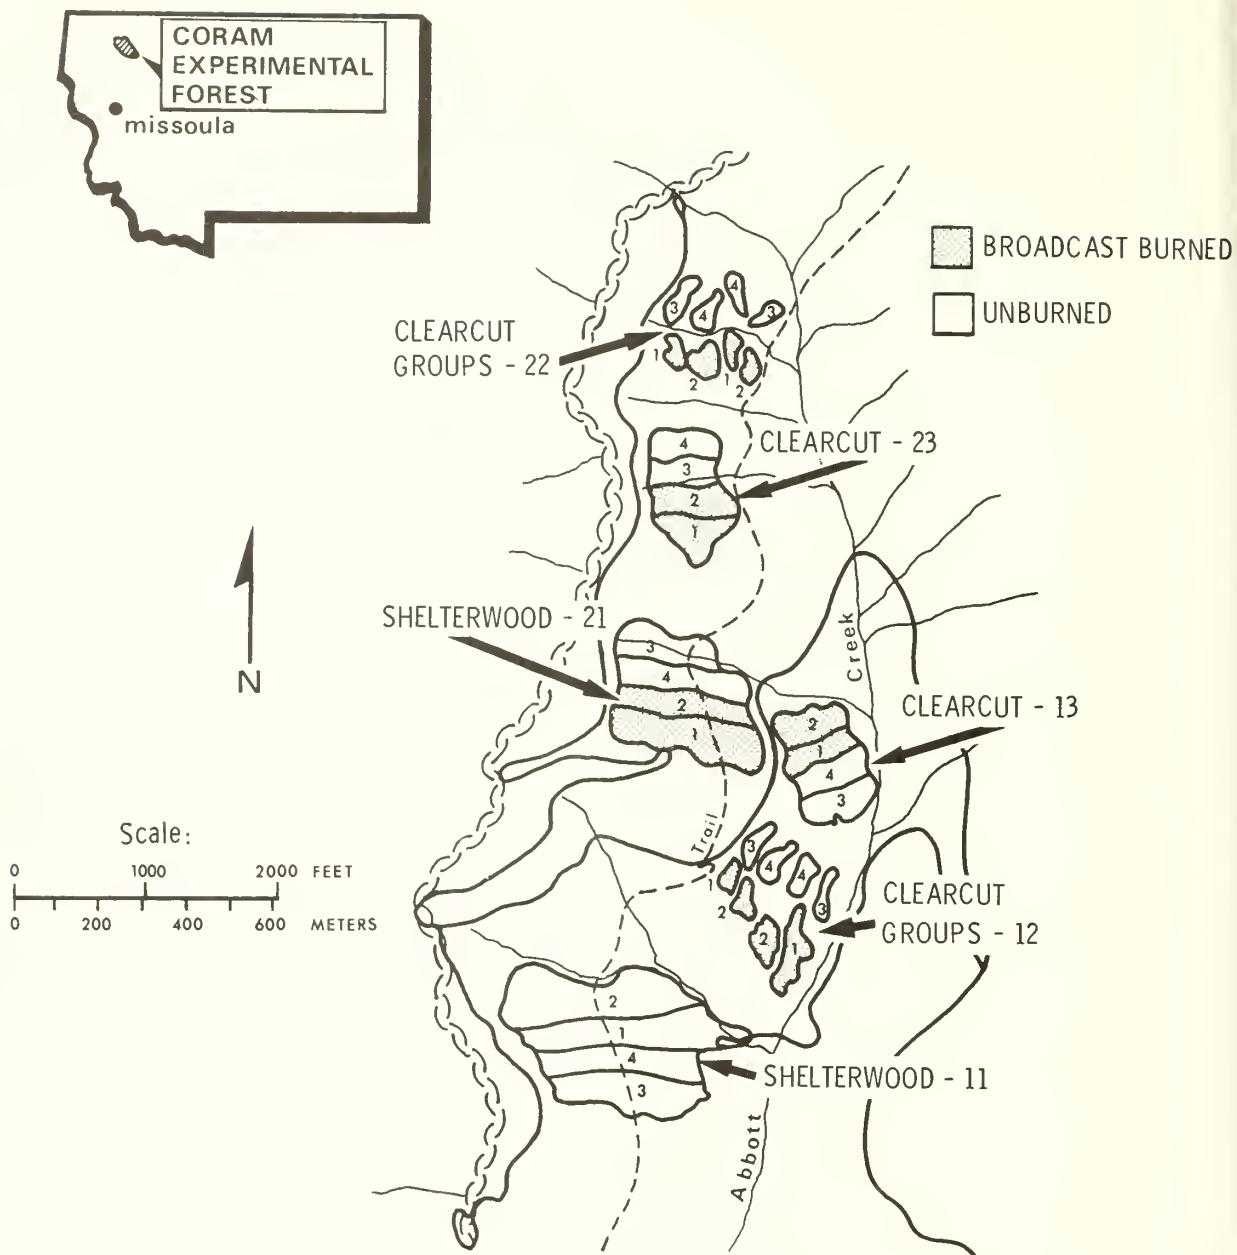 CORAM
EXPERIMENTAL
FOREST
missoula
BROADCAST BURNED
UNBURNED
CLEARCUT
GROUPS - 22
3
4
4
3
1
2
1
2
CLEARCUT - 23
4
3
2
1
SHELTERWOOD - 21
3
4
2
1
N
Creek
CLEARCUT - 13
2
1
4
3
Trail
Scale:
0 1000 2000 FEET
0 200 400 600 METERS
3
4
4
3
1
2
2
1
CLEARCUT
GROUPS - 12
2
1
4
3
SHELTERWOOD - 11
Abbott